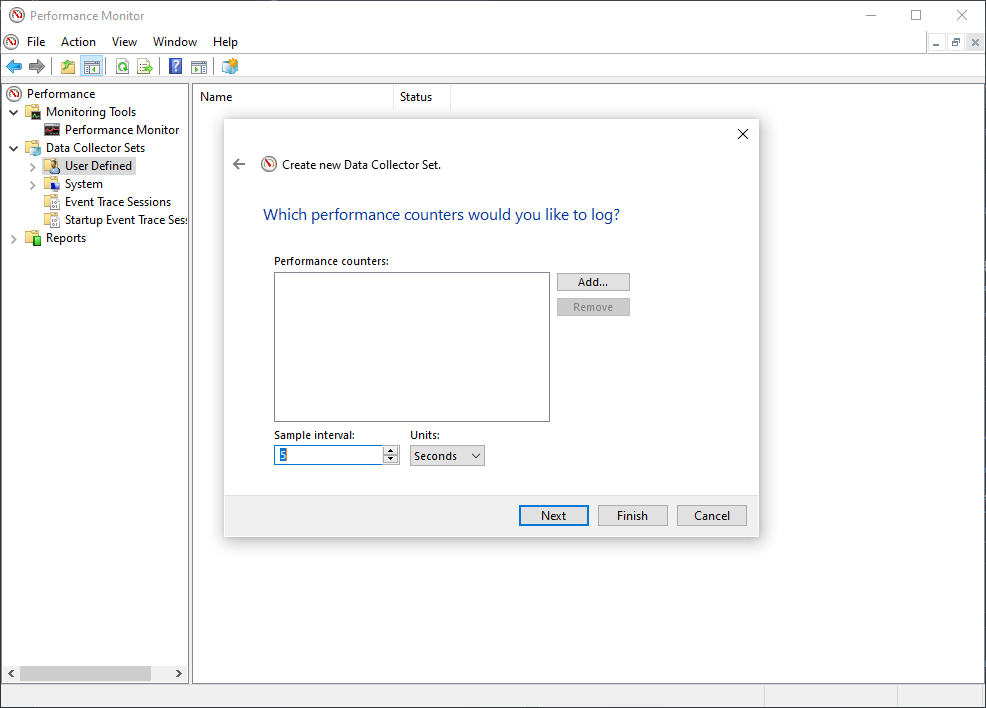 Performance Monitor
File Action View Window Help
Performance
Monitoring Tools
Performance Monitor
Data Collector Sets
User Defined
System
Event Trace Sessions
Startup Event Trace Ses
Reports
Name Status
Create new Data Collector Set.
Which performance counters would you like to log?
Performance counters:
Add...
Remove
Sample interval: Units:
5 Seconds
Next Finish Cancel